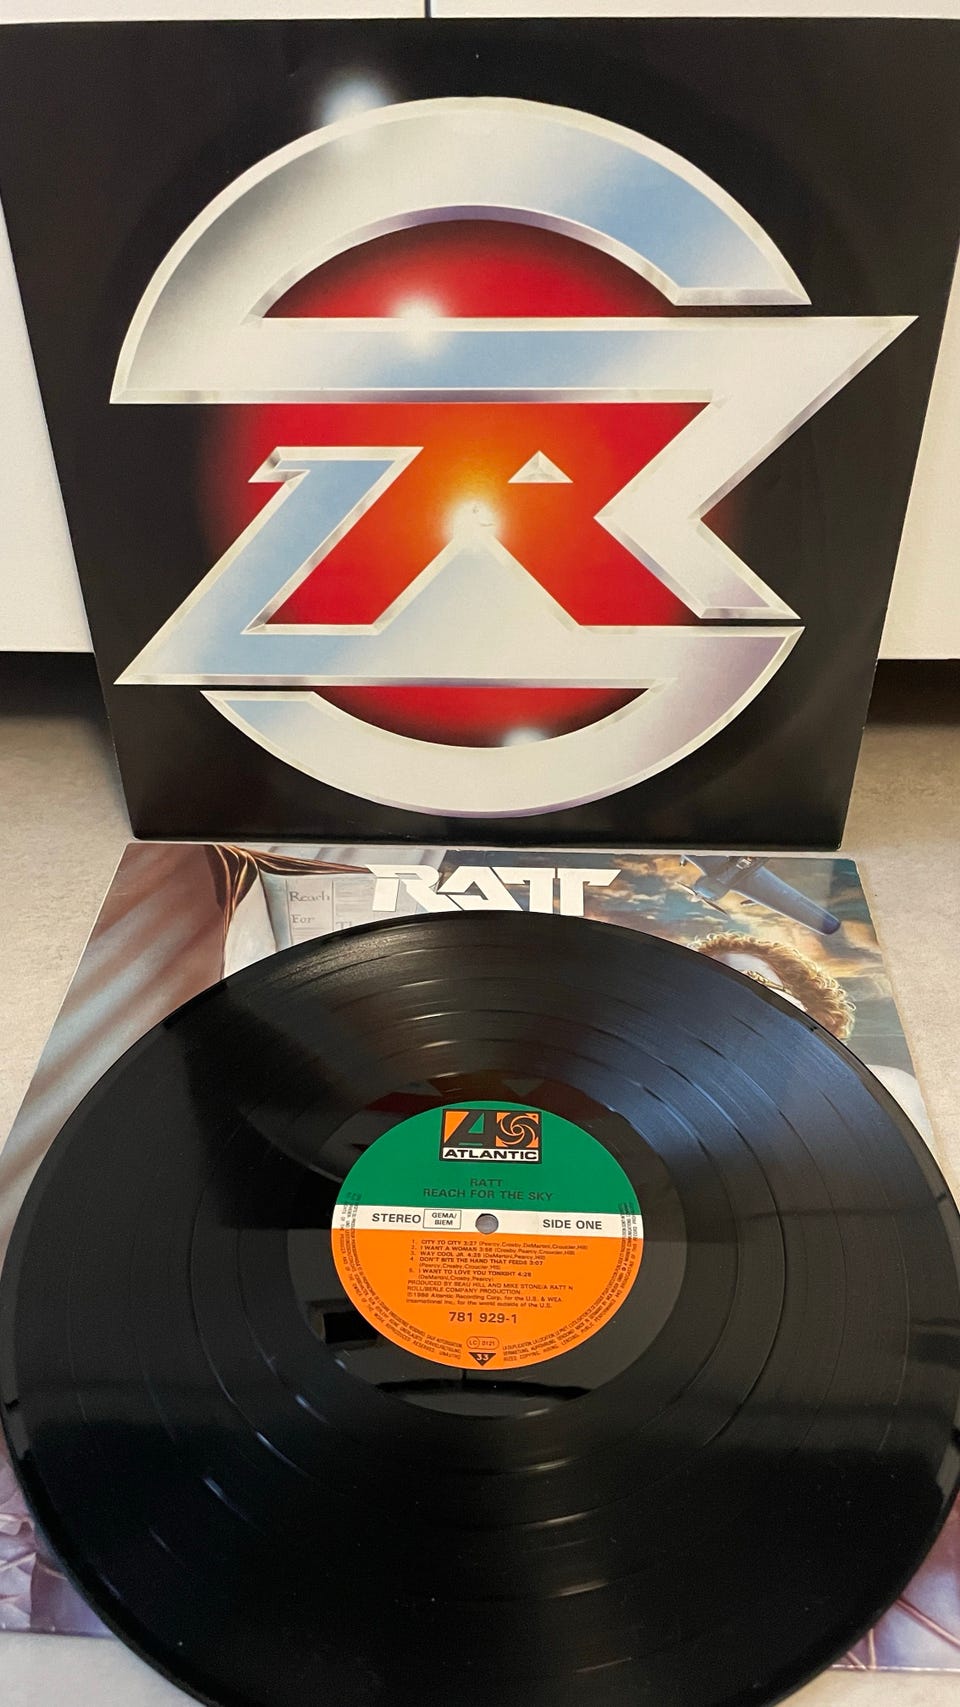 Reach
For
RATT
ATLANTIC
RATT
REACH FOR THE SKY
STEREO
GEMA/
BIEM
SIDE ONE
1. CITY TO CITY 3:27 (Pearcy, Crosby, DeMartini, Croucier, Hill)
2. I WANT A WOMAN 3:58 (Crosby, Pearcy, Croucier, Hill)
3. WAY COOL JR. 4:28 (DeMartini, Crosby, Pearcy)
4. DON'T BITE THE HAND THAT FEEDS 3:07
(Pearcy, Crosby, Croucier, Hill)
5. I WANT TO LOVE YOU TONIGHT 4:28
(DeMartini, Crosby, Pearcy)
PRODUCED BY BEAU HILL AND MIKE STONE/A RATT N
ROLL/BERLE COMPANY PRODUCTION
Ⓟ1988 Atlantic Recording Corp. for the U.S. & WEA
International Inc. for the world outside of the U.S.
781 929-1
LC 0121
33